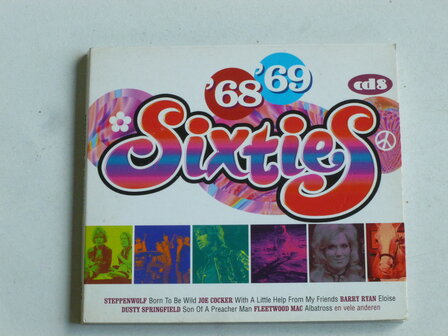 '68 '69
cd8
Sixties
STEPPENWOLF Born To Be Wild JOE COCKER With A Little Help From My Friends BARRY RYAN Eloise
DUSTY SPRINGFIELD Son Of A Preacher Man FLEETWOOD MAC Albatross en vele anderen